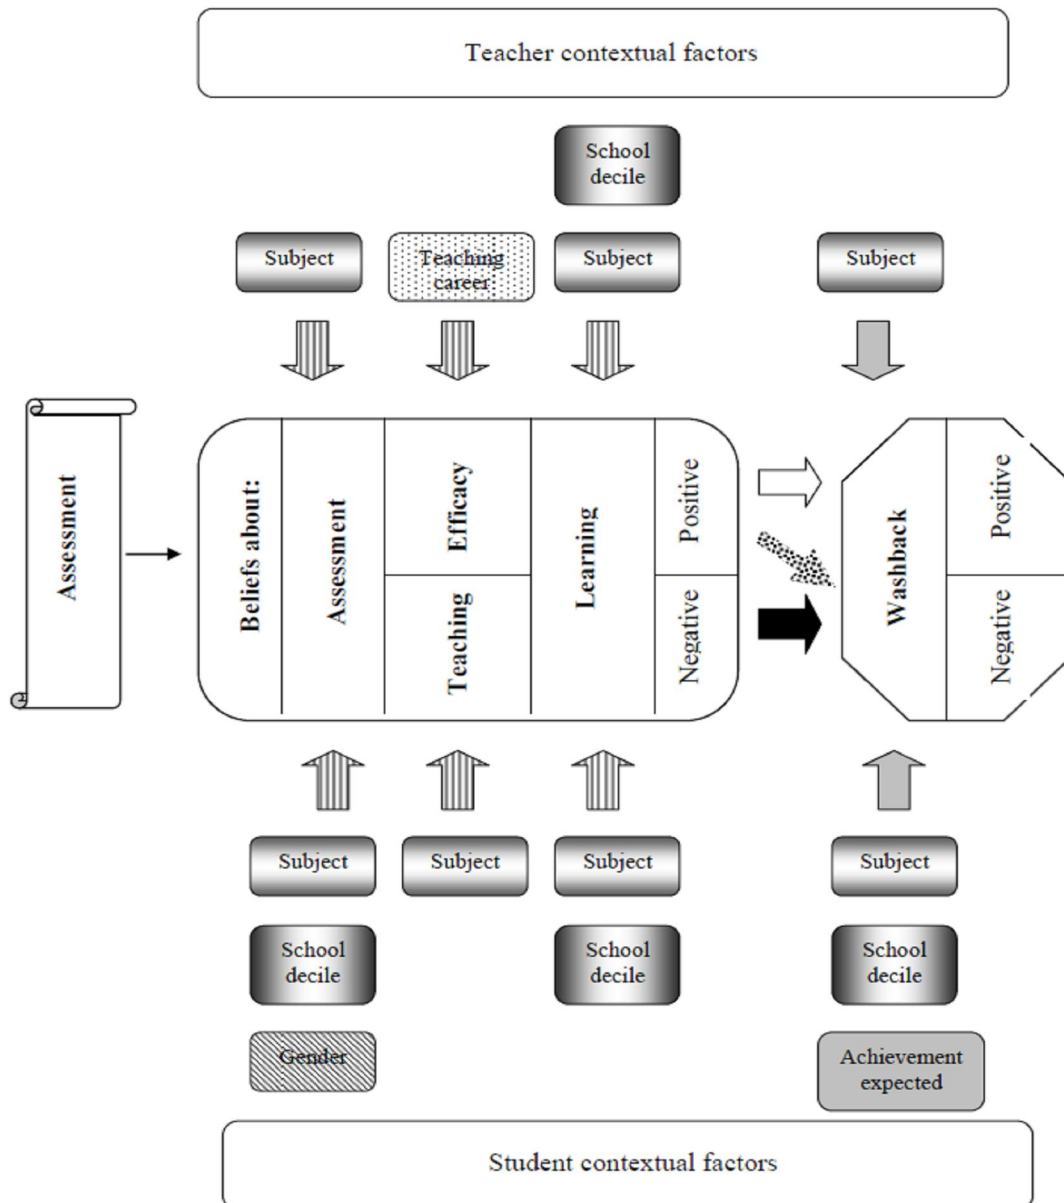 Teacher contextual factors
School
decile
Subject
Teaching
career
Subject
Subject
Assessment
Beliefs about:
Assessment
Efficacy
Teaching
Learning
Positive
Negative
Washback
Positive
Negative
Subject
Subject
Subject
Subject
School
decile
School
decile
School
decile
Gender
Achievement
expected
Student contextual factors